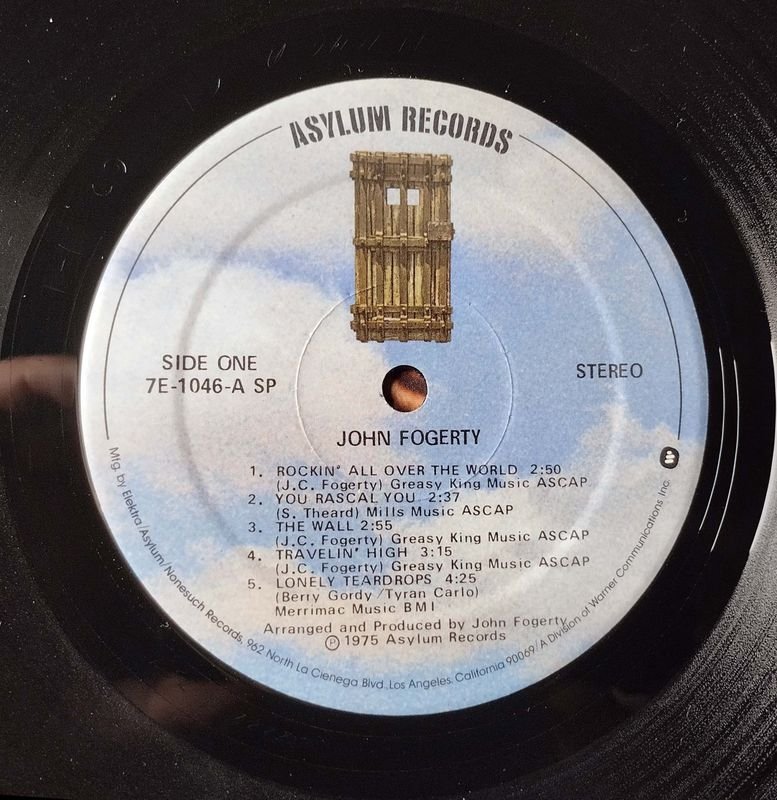 ASYLUM RECORDS
SIDE ONE
7E-1046-A SP
STEREO
JOHN FOGERTY
1. ROCKIN' ALL OVER THE WORLD 2:50
(J.C. Fogerty) Greasy King Music ASCAP
2. YOU RASCAL YOU 2:37
(S. Theard) Mills Music ASCAP
3. THE WALL 2:55
(J.C. Fogerty) Greasy King Music ASCAP
4. TRAVELIN' HIGH 3:15
(J.C. Fogerty) Greasy King Music ASCAP
5. LONELY TEARDROPS 4:25
(Berry Gordy/Tyran Carlo)
Merrimac Music BMI
Arranged and Produced by John Fogerty
Ⓟ 1975 Asylum Records
Mfg. by Elektra/Asylum/Nonesuch Records, 962 North La Cienega Blvd., Los Angeles, California 90069/A Division of Warner Communications Inc.